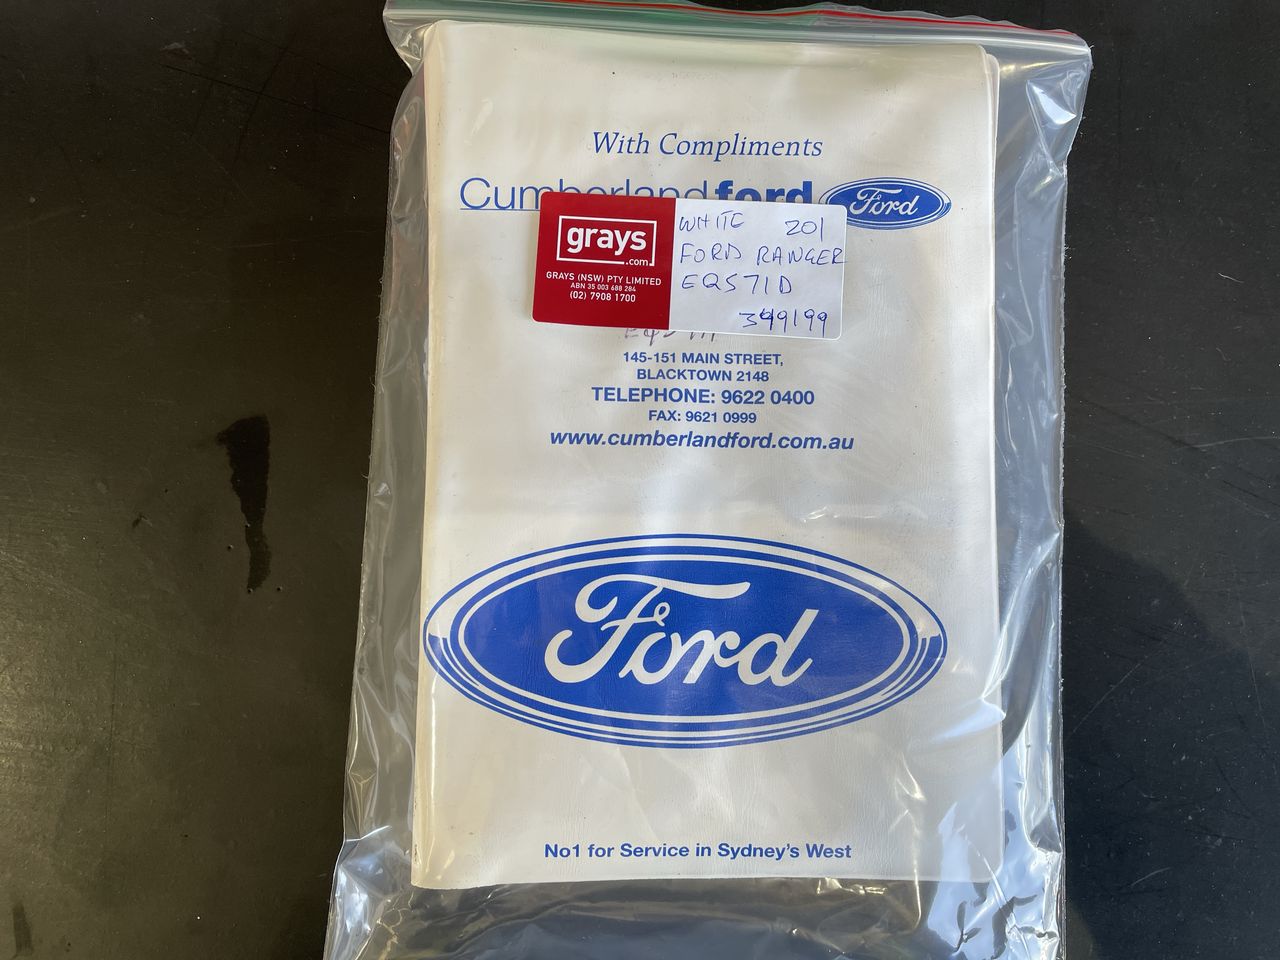 With Compliments
Cumberlandford Ford
grays
.com
GRAYS (NSW) PTY LIMITED
ABN 35 003 688 284
(02) 7908 1700
WHITE 201
FORD RANGER
EQS71D
349199
145-151 MAIN STREET,
BLACKTOWN 2148
TELEPHONE: 9622 0400
FAX: 9621 0999
www.cumberlandford.com.au
Ford
No1 for Service in Sydney's West